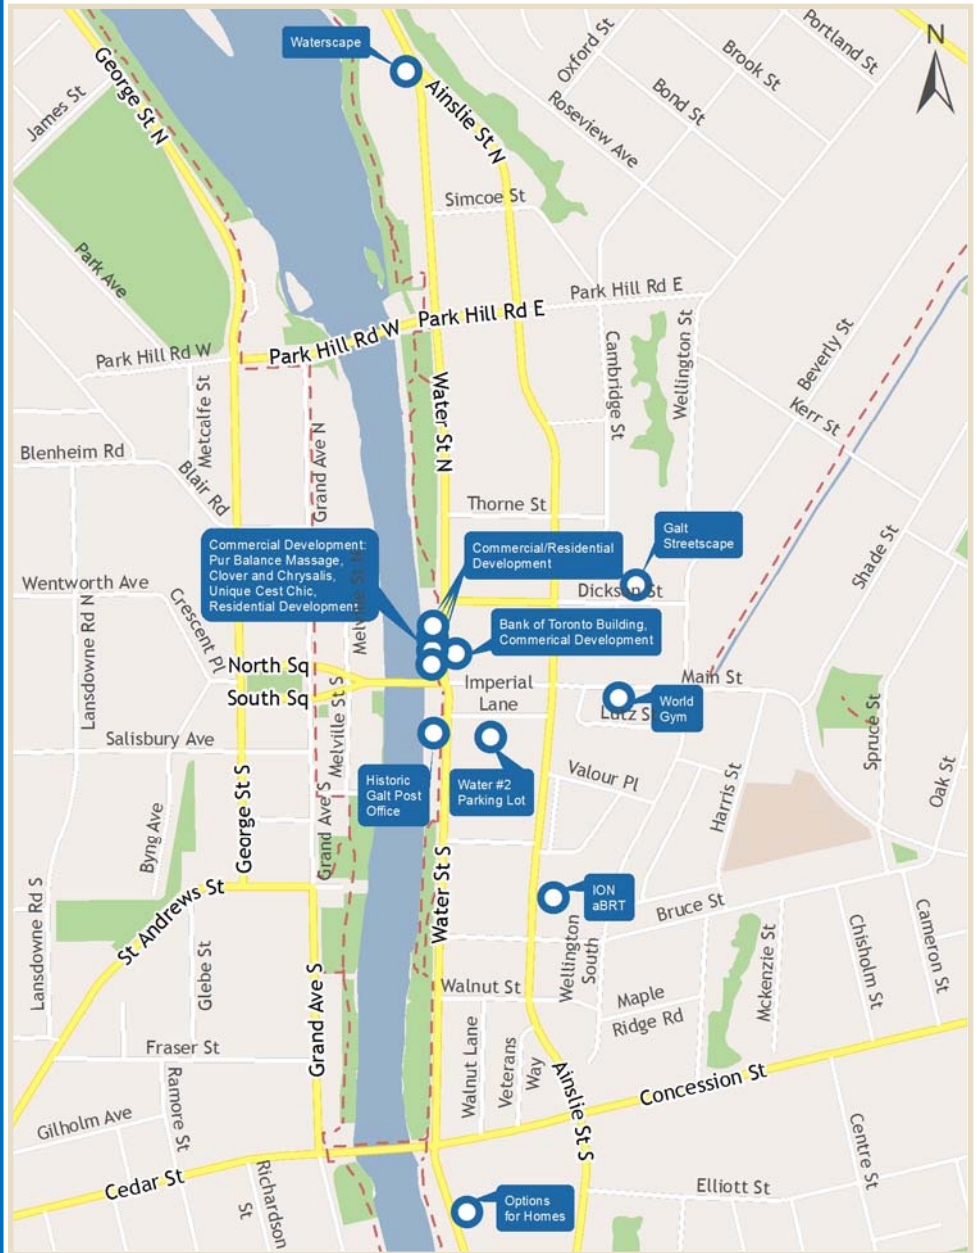 Waterscape
N
Portland St
Oxford St
Brook St
Bond St
Roseview Ave
George St N
James St
Ainslie St N
Simcoe St
Park Ave
Park Hill Rd E
Park Hill Rd E
Park Hill Rd W
Park Hill Rd W
Metcalfe St
Water St N
Cambridge St
Wellington St
Beverly St
Kerr St
Blenheim Rd
Blair Rd
Grand Ave N
Thorne St
Galt
Streetscape
Commercial Development:
Pur Balance Massage,
Clover and Chrysalis,
Unique Cest Chic,
Residential Development
Commercial/Residential
Development
Shade St
Wentworth Ave
Dickson St
Lansdowne Rd N
Crescent Pl
Melville St N
Bank of Toronto Building,
Commerical Development
North Sq
South Sq
Imperial
Lane
Main St
World
Gym
Lutz St
Salisbury Ave
Melville St S
Spruce St
Oak St
Historic
Galt Post
Office
Water #2
Parking Lot
Valour Pl
Harris St
George St S
Grand Ave S
Byng Ave
Water St S
ION
aBRT
Bruce St
Lansdowne Rd S
St Andrews St
Glebe St
Wellington
South
Mckenzie St
Chisholm St
Cameron St
Walnut St
Maple
Ridge Rd
Grand Ave S
Fraser St
Walnut Lane
Veterans
Way
Ainslie St S
Concession St
Ramore St
Gilholm Ave
Centre St
Cedar St
Richardson
St
Options
for Homes
Elliott St